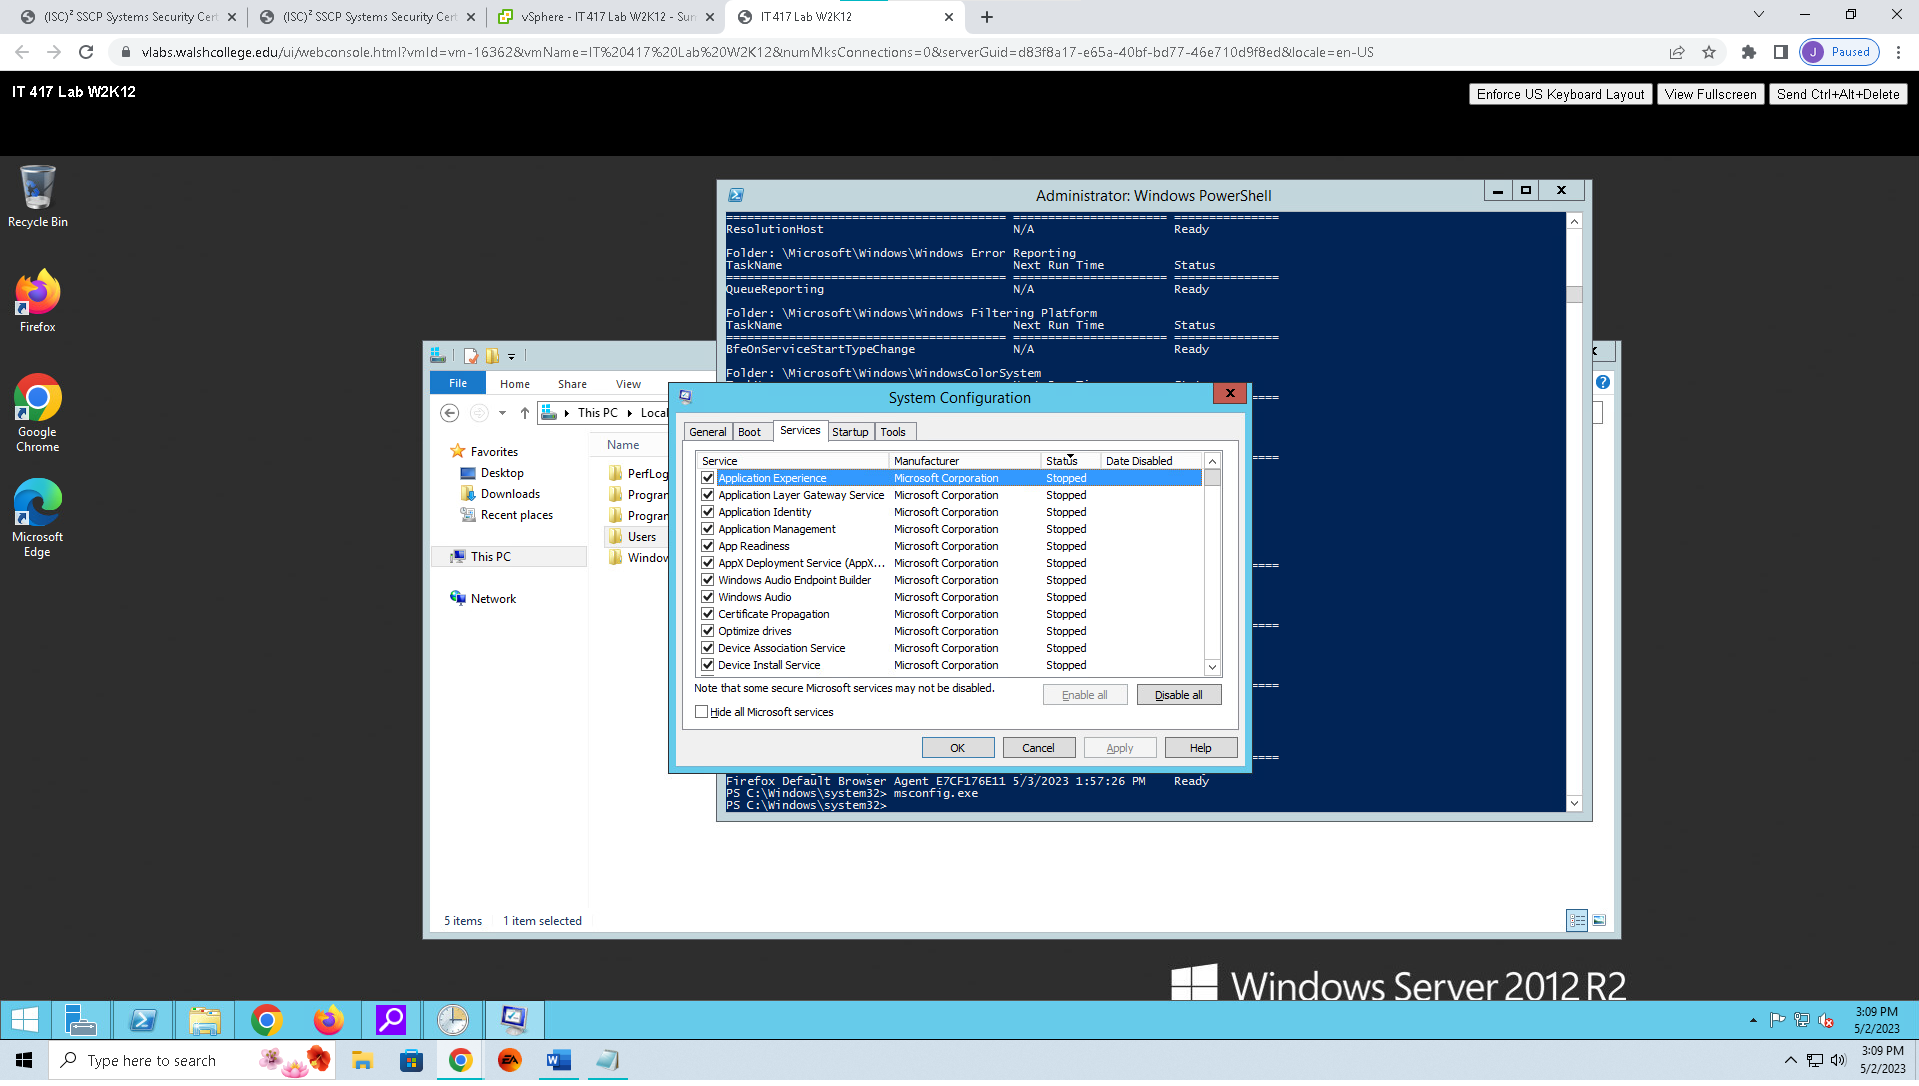 (ISC)² SSCP Systems Security Cert
(ISC)² SSCP Systems Security Cert
vSphere - IT417 Lab W2K12 - Sum
IT417 Lab W2K12
vlabs.walshcollege.edu/ui/webconsole.html?vmId=vm-16362&vmName=IT%20417%20Lab%20W2K12&numMksConnections=0&serverGuid=d83f8a17-e65a-40bf-bd77-46e710d9f8ed&locale=en-US
J Paused
IT 417 Lab W2K12
Enforce US Keyboard Layout
View Fullscreen
Send Ctrl+Alt+Delete
Recycle Bin
Firefox
Google
Chrome
Microsoft
Edge
Administrator: Windows PowerShell
ResolutionHost N/A Ready
Folder: \Microsoft\Windows\Windows Error Reporting
TaskName Next Run Time Status
======================================== ====================== ===============
QueueReporting N/A Ready
Folder: \Microsoft\Windows\Windows Filtering Platform
TaskName Next Run Time Status
======================================== ====================== ===============
BfeOnServiceStartTypeChange N/A Ready
Folder: \Microsoft\Windows\WindowsColorSystem
Firefox Default Browser Agent E7CF176E11 5/3/2023 1:57:26 PM Ready
PS C:\Windows\system32> msconfig.exe
PS C:\Windows\system32>
File Home Share View
This PC Local
Favorites
Desktop
Downloads
Recent places
This PC
Network
Name
PerfLog
Program
Program
Users
Window
5 items 1 item selected
System Configuration
General Boot Services Startup Tools
Service Manufacturer Status Date Disabled
Application Experience Microsoft Corporation Stopped
Application Layer Gateway Service Microsoft Corporation Stopped
Application Identity Microsoft Corporation Stopped
Application Management Microsoft Corporation Stopped
App Readiness Microsoft Corporation Stopped
AppX Deployment Service (AppX... Microsoft Corporation Stopped
Windows Audio Endpoint Builder Microsoft Corporation Stopped
Windows Audio Microsoft Corporation Stopped
Certificate Propagation Microsoft Corporation Stopped
Optimize drives Microsoft Corporation Stopped
Device Association Service Microsoft Corporation Stopped
Device Install Service Microsoft Corporation Stopped
Note that some secure Microsoft services may not be disabled.
Enable all Disable all
Hide all Microsoft services
OK Cancel Apply Help
Windows Server 2012 R2
3:09 PM
5/2/2023
Type here to search
3:09 PM
5/2/2023